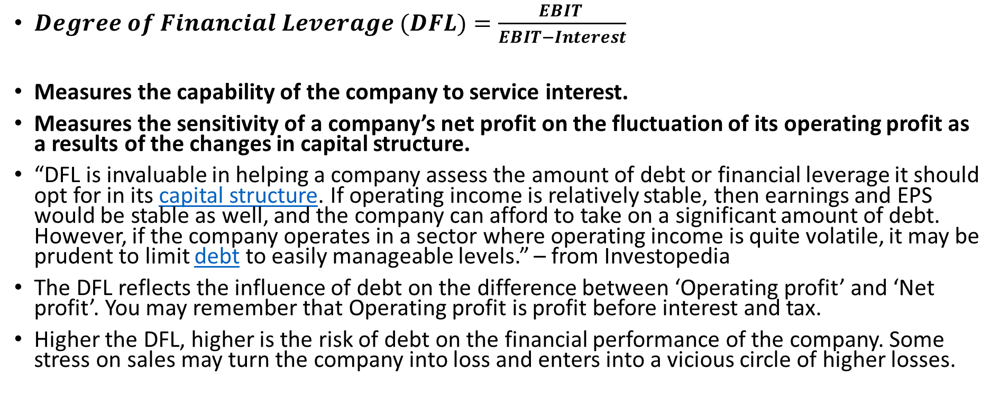 • Degree of Financial Leverage (DFL) = EBIT / EBIT−Interest
• Measures the capability of the company to service interest.
• Measures the sensitivity of a company’s net profit on the fluctuation of its operating profit as
a results of the changes in capital structure.
• “DFL is invaluable in helping a company assess the amount of debt or financial leverage it should
opt for in its capital structure. If operating income is relatively stable, then earnings and EPS
would be stable as well, and the company can afford to take on a significant amount of debt.
However, if the company operates in a sector where operating income is quite volatile, it may be
prudent to limit debt to easily manageable levels.” – from Investopedia
• The DFL reflects the influence of debt on the difference between ‘Operating profit’ and ‘Net
profit’. You may remember that Operating profit is profit before interest and tax.
• Higher the DFL, higher is the risk of debt on the financial performance of the company. Some
stress on sales may turn the company into loss and enters into a vicious circle of higher losses.